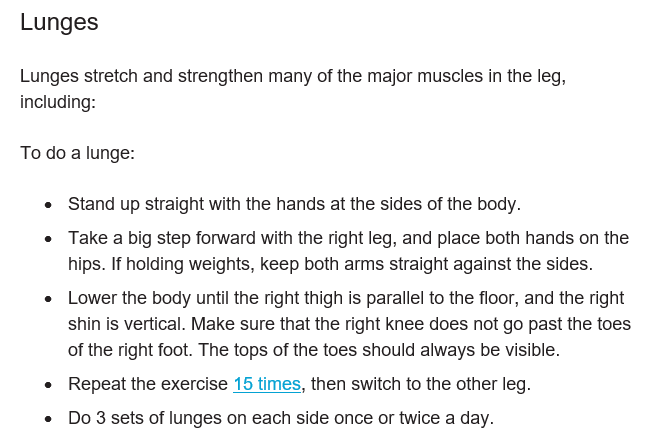 Lunges
Lunges stretch and strengthen many of the major muscles in the leg,
including:
To do a lunge:
• Stand up straight with the hands at the sides of the body.
• Take a big step forward with the right leg, and place both hands on the
hips. If holding weights, keep both arms straight against the sides.
• Lower the body until the right thigh is parallel to the floor, and the right
shin is vertical. Make sure that the right knee does not go past the toes
of the right foot. The tops of the toes should always be visible.
• Repeat the exercise 15 times, then switch to the other leg.
• Do 3 sets of lunges on each side once or twice a day.